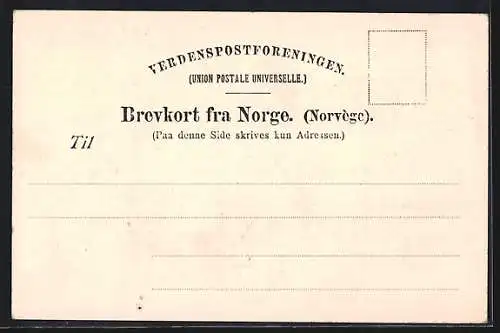 VERDENSPOSTFORENINGEN.
(UNION POSTALE UNIVERSELLE.)
Brevkort fra Norge. (Norvège).
(Paa denne Side skrives kun Adressen.)
Til